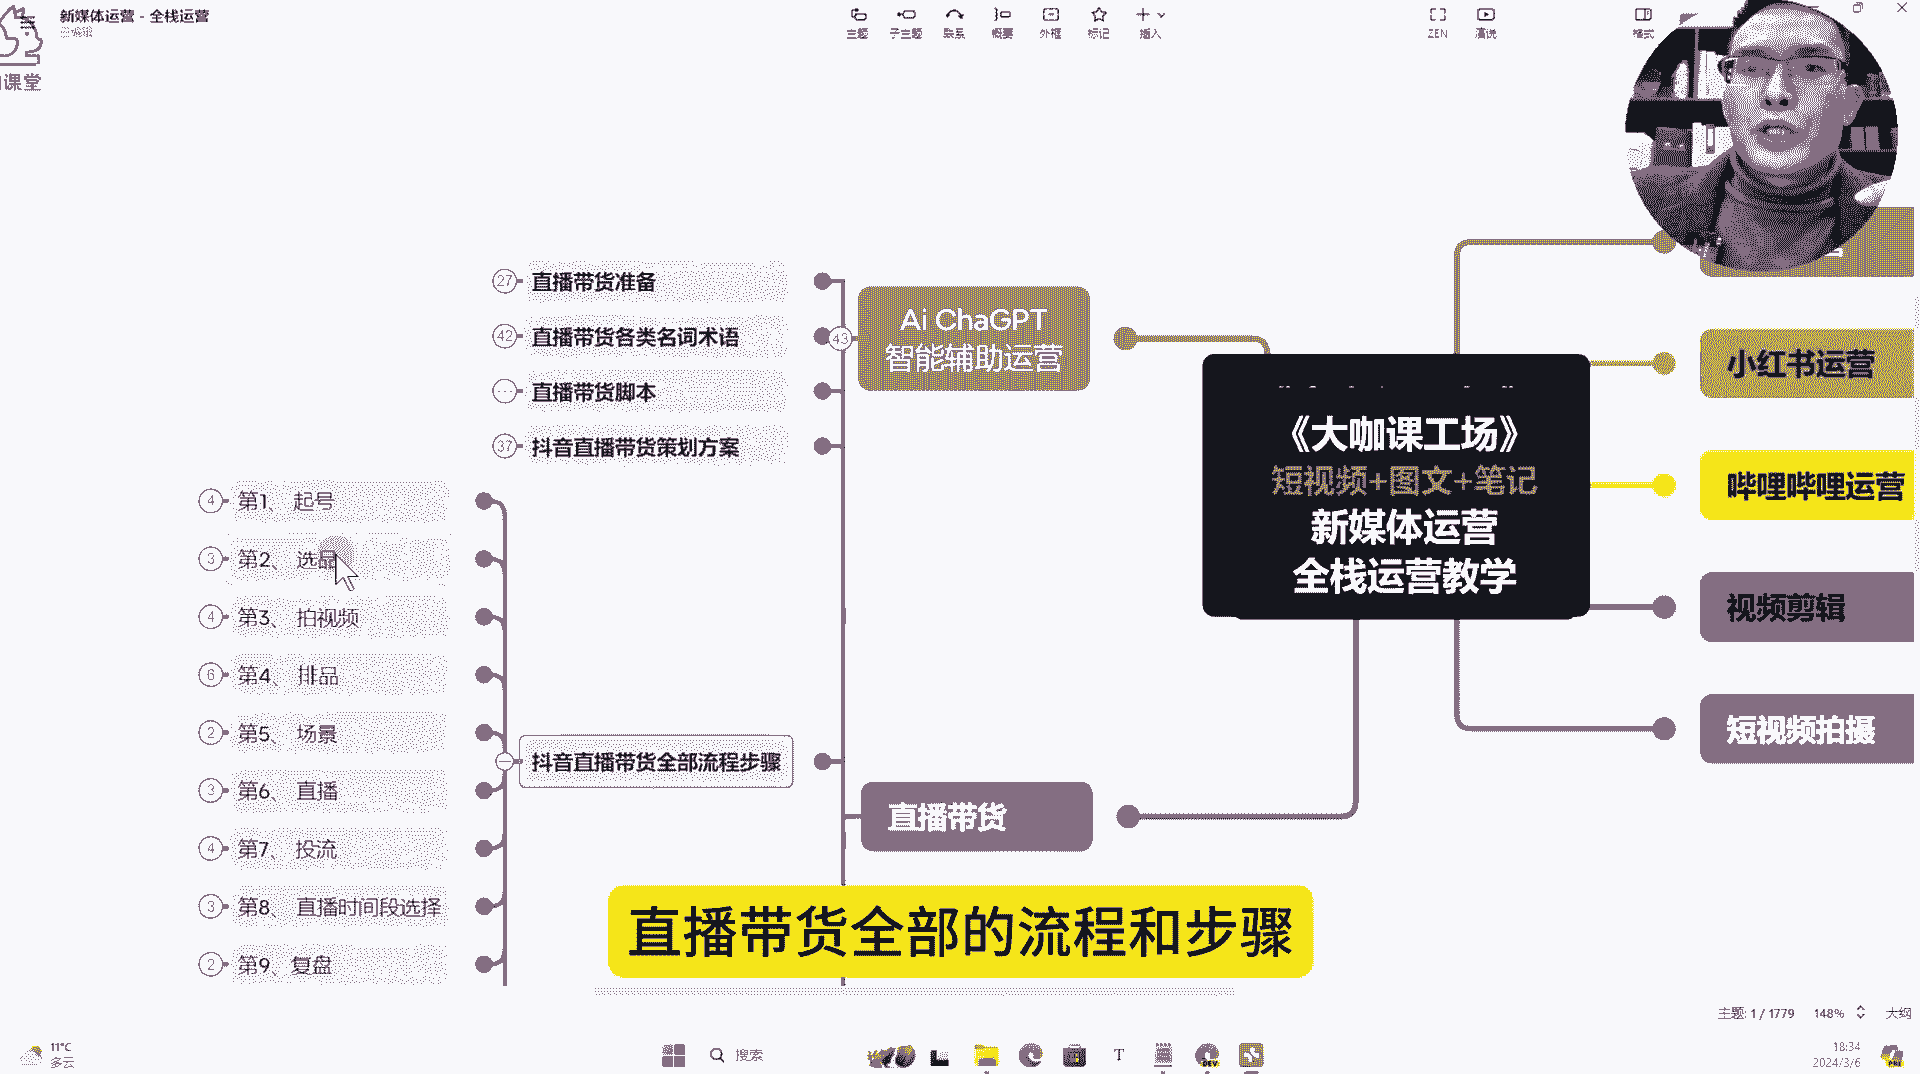 新媒体运营 - 全栈运营
已编辑
课堂
主题
子主题
联系
概要
外框
标记
插入
ZEN
演说
格式
27
直播带货准备
42
直播带货各类名词术语
直播带货脚本
37
抖音直播带货策划方案
43
Ai ChaGPT
智能辅助运营
4
第1、 起号
3
第2、 选品
4
第3、 拍视频
6
第4、 排品
2
第5、 场景
3
第6、 直播
4
第7、 投流
3
第8、 直播时间段选择
2
第9、复盘
抖音直播带货全部流程步骤
直播带货
《大咖课工场》
短视频+图文+笔记
新媒体运营
全栈运营教学
小红书运营
哔哩哔哩运营
视频剪辑
短视频拍摄
直播带货全部的流程和步骤
主题: 1 / 1779
148%
大纲
11°C
多云
搜索
T
DEV
18:34
2024/3/6